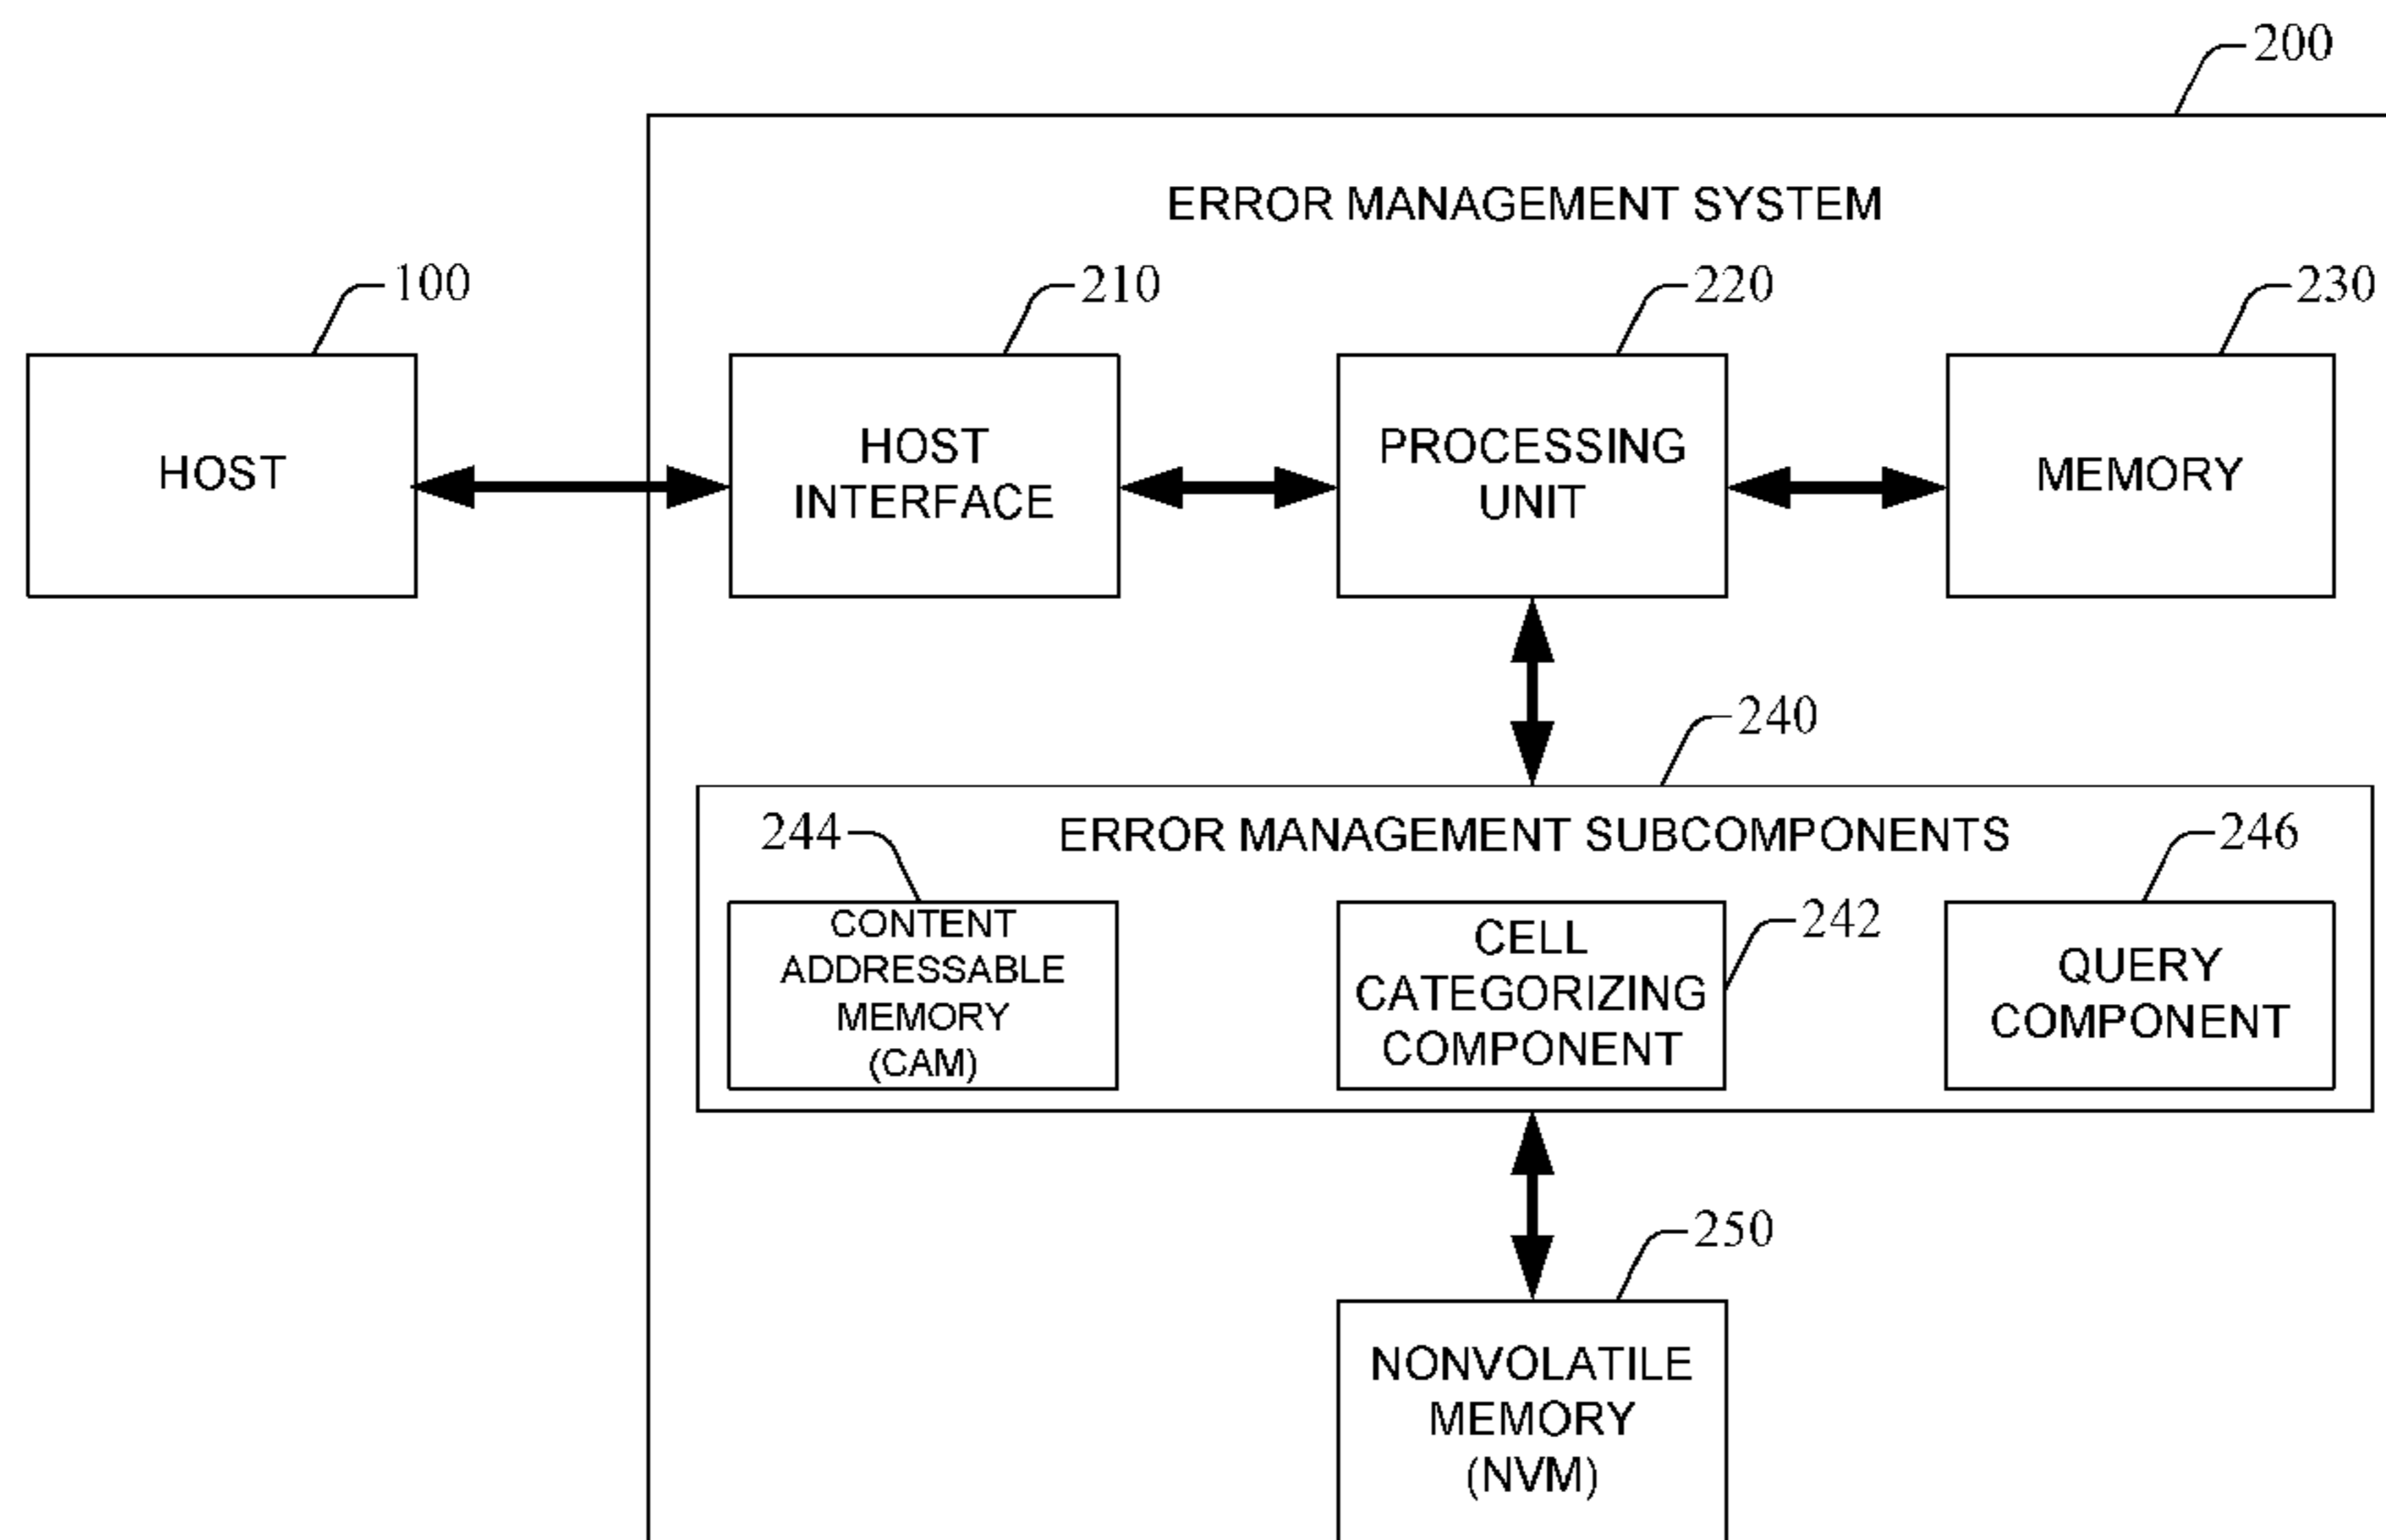 200
ERROR MANAGEMENT SYSTEM
100
210
220
230
HOST
HOST
INTERFACE
PROCESSING
UNIT
MEMORY
240
ERROR MANAGEMENT SUBCOMPONENTS
244
246
CONTENT
ADDRESSABLE
MEMORY
(CAM)
CELL
CATEGORIZING
COMPONENT
242
QUERY
COMPONENT
250
NONVOLATILE
MEMORY
(NVM)